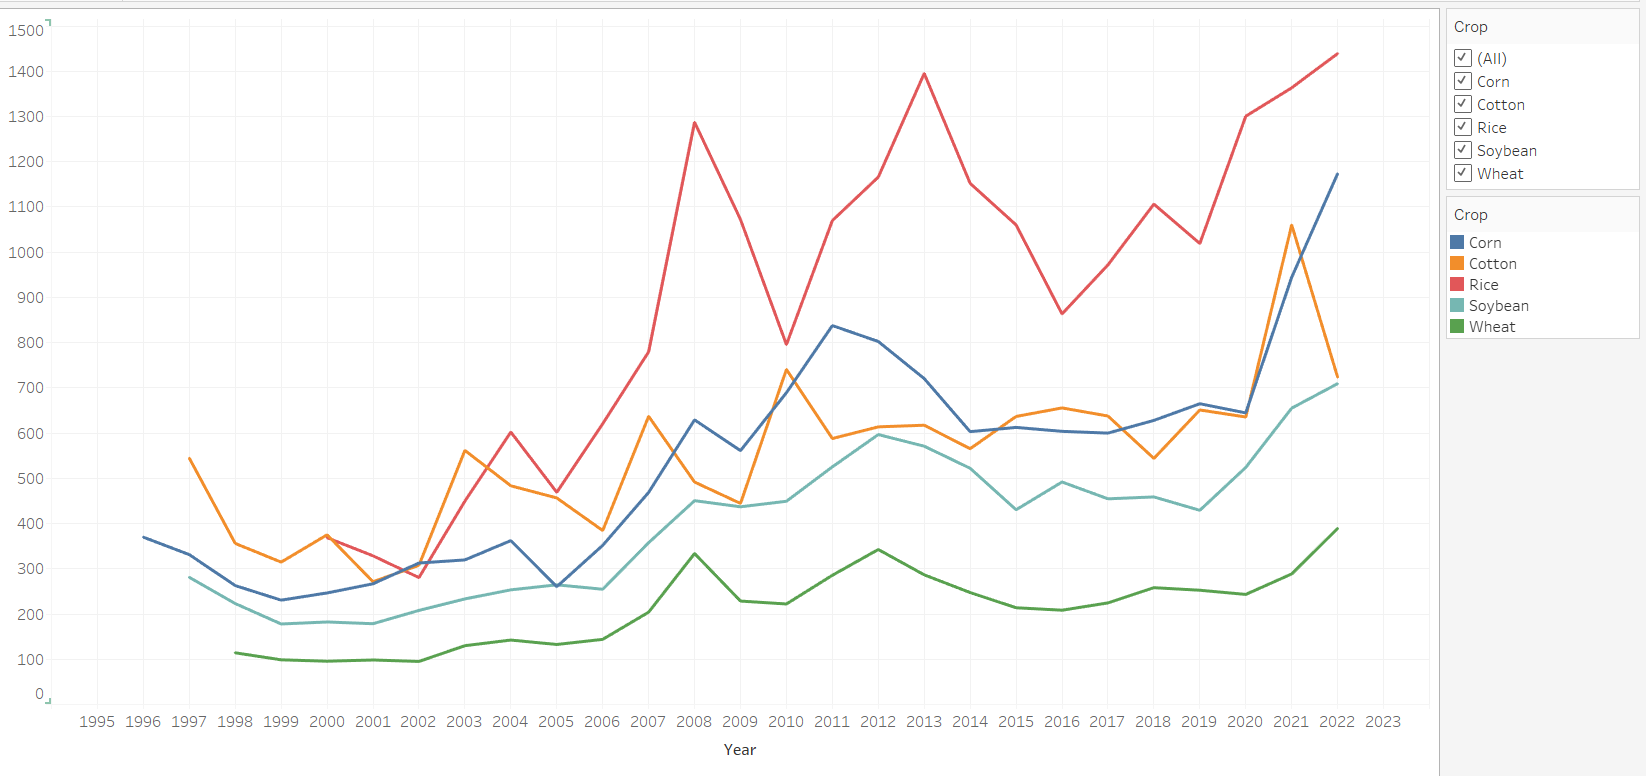 1500
1400
1300
1200
1100
1000
900
800
700
600
500
400
300
200
100
0
1995 1996 1997 1998 1999 2000 2001 2002 2003 2004 2005 2006 2007 2008 2009 2010 2011 2012 2013 2014 2015 2016 2017 2018 2019 2020 2021 2022 2023
Year
Crop
(All)
Corn
Cotton
Rice
Soybean
Wheat
Crop
Corn
Cotton
Rice
Soybean
Wheat